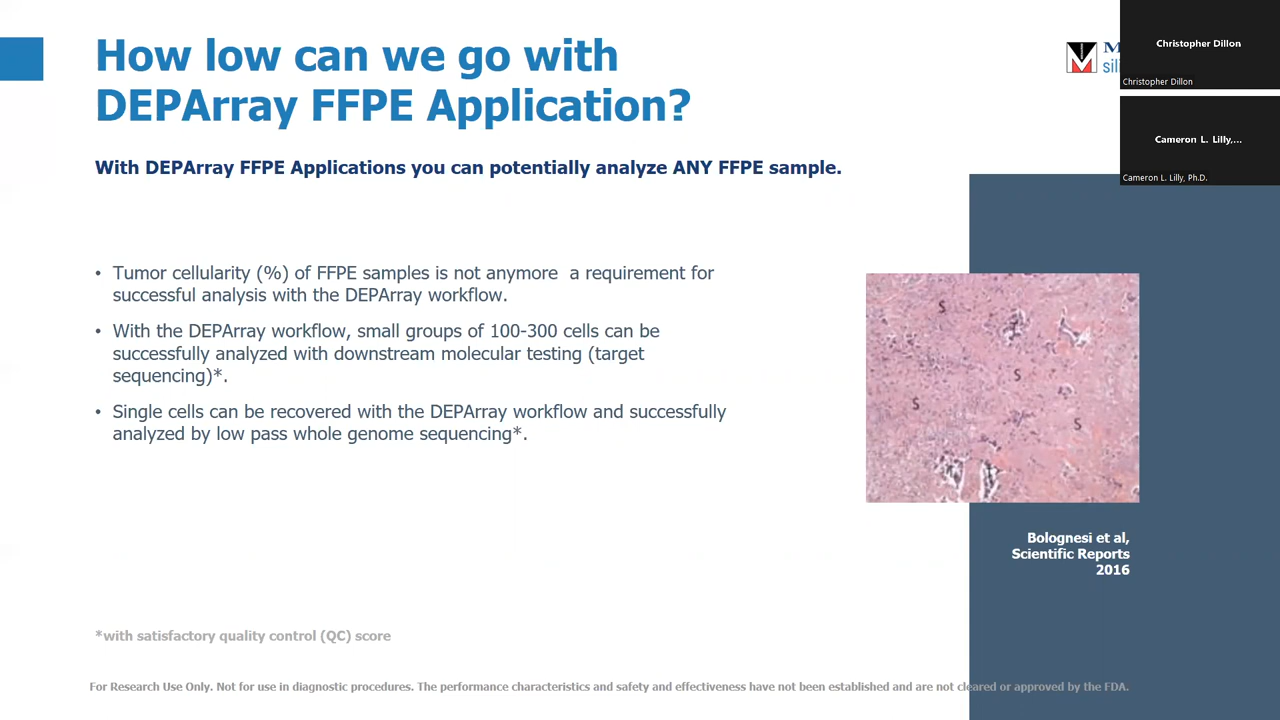 How low can we go with
DEPArray FFPE Application?
With DEPArray FFPE Applications you can potentially analyze ANY FFPE sample.
• Tumor cellularity (%) of FFPE samples is not anymore  a requirement for
successful analysis with the DEPArray workflow.
• With the DEPArray workflow, small groups of 100-300 cells can be
successfully analyzed with downstream molecular testing (target
sequencing)*.
• Single cells can be recovered with the DEPArray workflow and successfully
analyzed by low pass whole genome sequencing*.
Christopher Dillon
Christopher Dillon
Cameron L. Lilly,...
Cameron L. Lilly, Ph.D.
S
S
S
S
Bolognesi et al,
Scientific Reports
2016
*with satisfactory quality control (QC) score
For Research Use Only. Not for use in diagnostic procedures. The performance characteristics and safety and effectiveness have not been established and are not cleared or approved by the FDA.